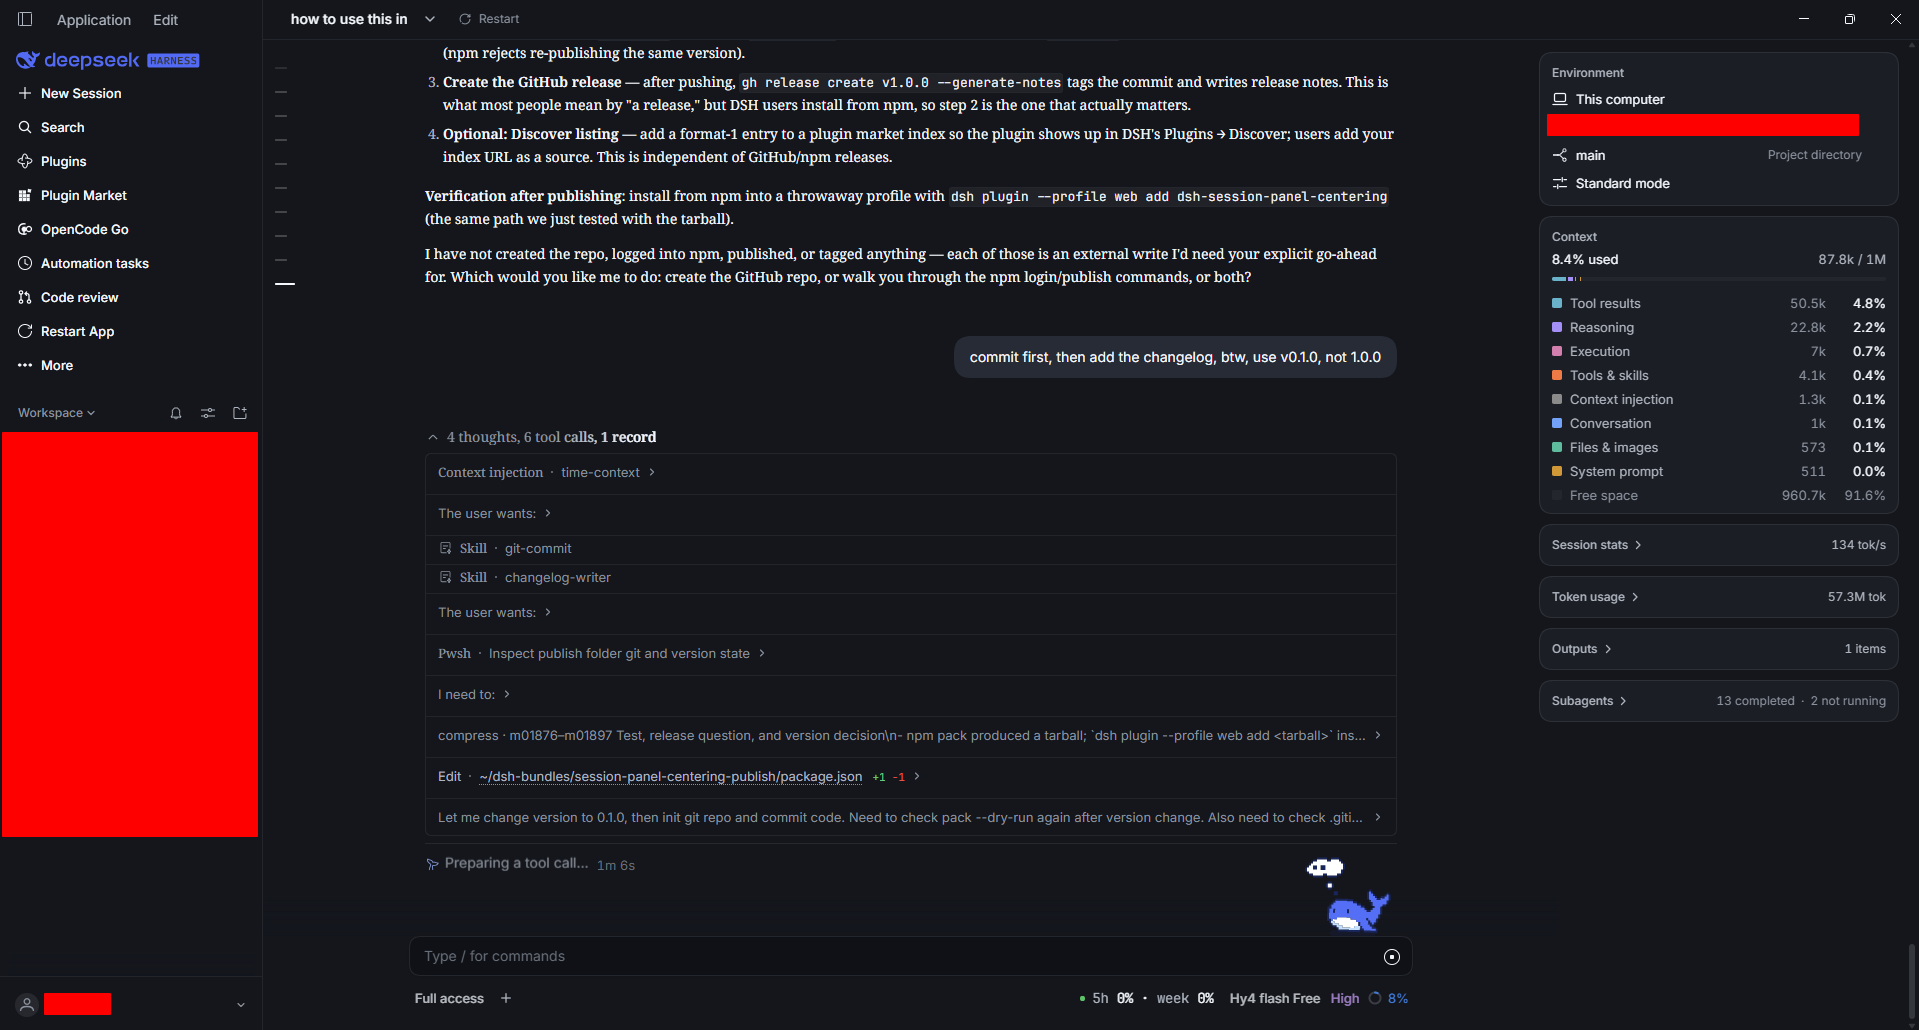 Application Edit
how to use this in
Restart
deepseek HARNESS
New Session
Search
Plugins
Plugin Market
OpenCode Go
Automation tasks
Code review
Restart App
More
Workspace
(npm rejects re-publishing the same version).
3. Create the GitHub release — after pushing, gh release create v1.0.0 --generate-notes tags the commit and writes release notes. This is
what most people mean by "a release," but DSH users install from npm, so step 2 is the one that actually matters.
4. Optional: Discover listing — add a format-1 entry to a plugin market index so the plugin shows up in DSH's Plugins → Discover; users add your
index URL as a source. This is independent of GitHub/npm releases.
Verification after publishing: install from npm into a throwaway profile with dsh plugin --profile web add dsh-session-panel-centering
(the same path we just tested with the tarball).
I have not created the repo, logged into npm, published, or tagged anything — each of those is an external write I'd need your explicit go-ahead
for. Which would you like me to do: create the GitHub repo, or walk you through the npm login/publish commands, or both?
commit first, then add the changelog, btw, use v0.1.0, not 1.0.0
4 thoughts, 6 tool calls, 1 record
Context injection · time-context
The user wants:
Skill · git-commit
Skill · changelog-writer
The user wants:
Pwsh · Inspect publish folder git and version state
I need to:
compress · m01876–m01897 Test, release question, and version decision\n- npm pack produced a tarball; `dsh plugin --profile web add <tarball>` ins...
Edit · ~/dsh-bundles/session-panel-centering-publish/package.json +1 -1
Let me change version to 0.1.0, then init git repo and commit code. Need to check pack --dry-run again after version change. Also need to check .giti...
Preparing a tool call... 1m 6s
Type / for commands
Full access
5h 0% · week 0% Hy4 flash Free High 8%
Environment
This computer
main Project directory
Standard mode
Context
8.4% used 87.8k / 1M
Tool results 50.5k 4.8%
Reasoning 22.8k 2.2%
Execution 7k 0.7%
Tools & skills 4.1k 0.4%
Context injection 1.3k 0.1%
Conversation 1k 0.1%
Files & images 573 0.1%
System prompt 511 0.0%
Free space 960.7k 91.6%
Session stats 134 tok/s
Token usage 57.3M tok
Outputs 1 items
Subagents 13 completed · 2 not running